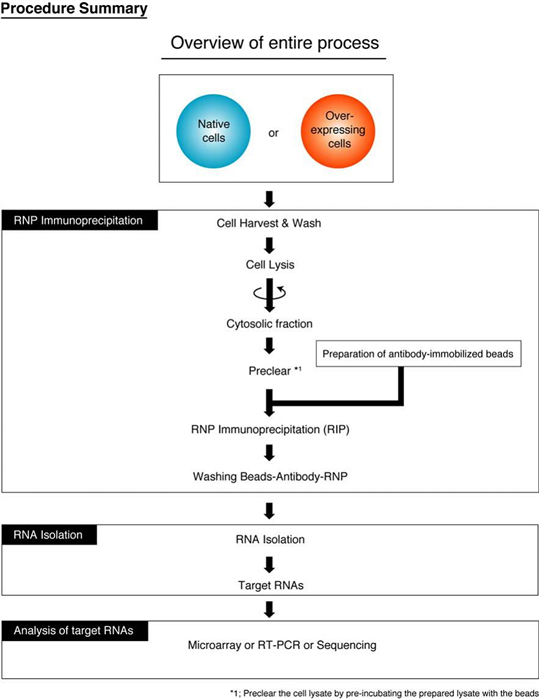 Procedure Summary
Overview of entire process
Native
cells
or
Over-
expressing
cells
RNP Immunoprecipitation
Cell Harvest & Wash
Cell Lysis
Cytosolic fraction
Preparation of antibody-immobilized beads
Preclear *1
RNP Immunoprecipitation (RIP)
Washing Beads-Antibody-RNP
RNA Isolation
RNA Isolation
Target RNAs
Analysis of target RNAs
Microarray or RT-PCR or Sequencing
*1; Preclear the cell lysate by pre-incubating the prepared lysate with the beads